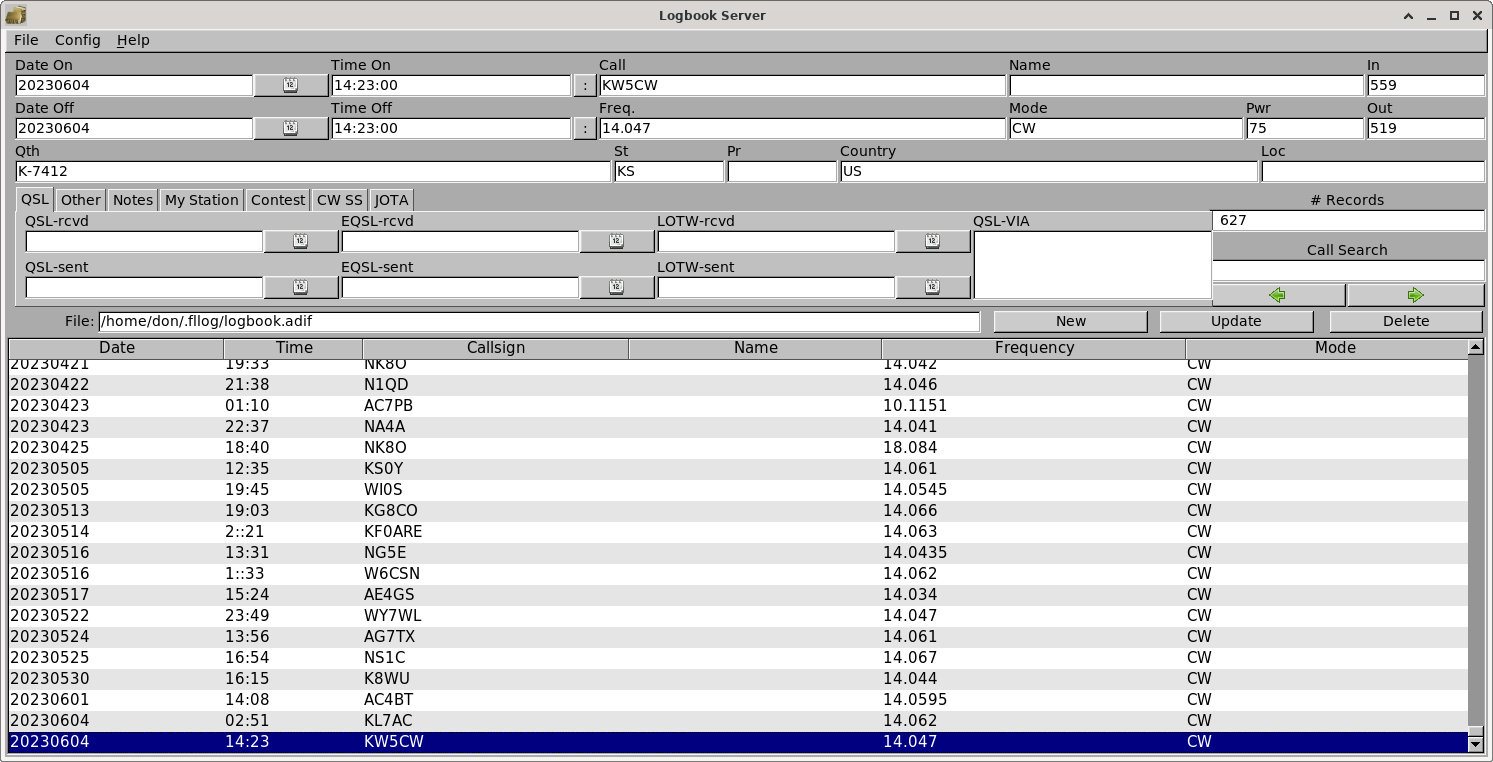 Logbook Server
File Config Help
Date On Time On Call Name In
20230604 14:23:00 : KW5CW 559
Date Off Time Off Freq. Mode Pwr Out
20230604 14:23:00 : 14.047 CW 75 519
Qth St Pr Country Loc
K-7412 KS US
QSL Other Notes My Station Contest CW SS JOTA # Records
QSL-rcvd EQSL-rcvd LOTW-rcvd QSL-VIA 627
Call Search
QSL-sent EQSL-sent LOTW-sent
File: /home/don/.fllog/logbook.adif New Update Delete
Date Time Callsign Name Frequency Mode
20230421 19:33 NK8O 14.042 CW
20230422 21:38 N1QD 14.046 CW
20230423 01:10 AC7PB 10.1151 CW
20230423 22:37 NA4A 14.041 CW
20230425 18:40 NK8O 18.084 CW
20230505 12:35 KS0Y 14.061 CW
20230505 19:45 WI0S 14.0545 CW
20230513 19:03 KG8CO 14.066 CW
20230514 2::21 KF0ARE 14.063 CW
20230516 13:31 NG5E 14.0435 CW
20230516 1::33 W6CSN 14.062 CW
20230517 15:24 AE4GS 14.034 CW
20230522 23:49 WY7WL 14.047 CW
20230524 13:56 AG7TX 14.061 CW
20230525 16:54 NS1C 14.067 CW
20230530 16:15 K8WU 14.044 CW
20230601 14:08 AC4BT 14.0595 CW
20230604 02:51 KL7AC 14.062 CW
20230604 14:23 KW5CW 14.047 CW